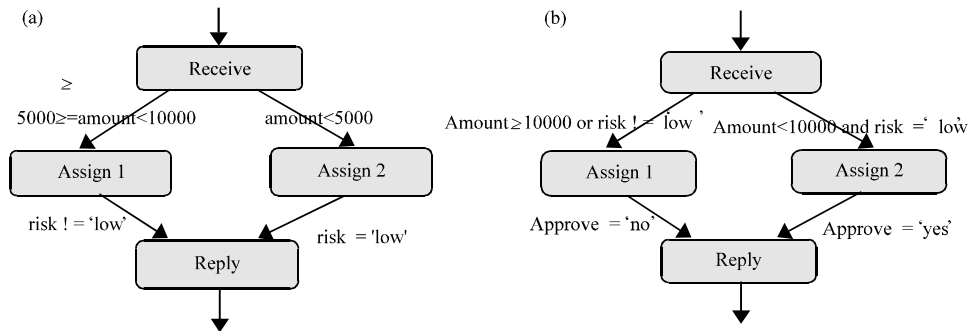 (a)
Receive
≥
5000≥=amount<10000
amount<5000
Assign 1
Assign 2
risk ! = ‘low’
risk = 'low'
Reply
(b)
Receive
Amount ≥10000 or risk ! = ‘low ’
Amount<10000 and risk =‘ low’
Assign 1
Assign 2
Approve = ‘no’
Approve = ‘yes’
Reply